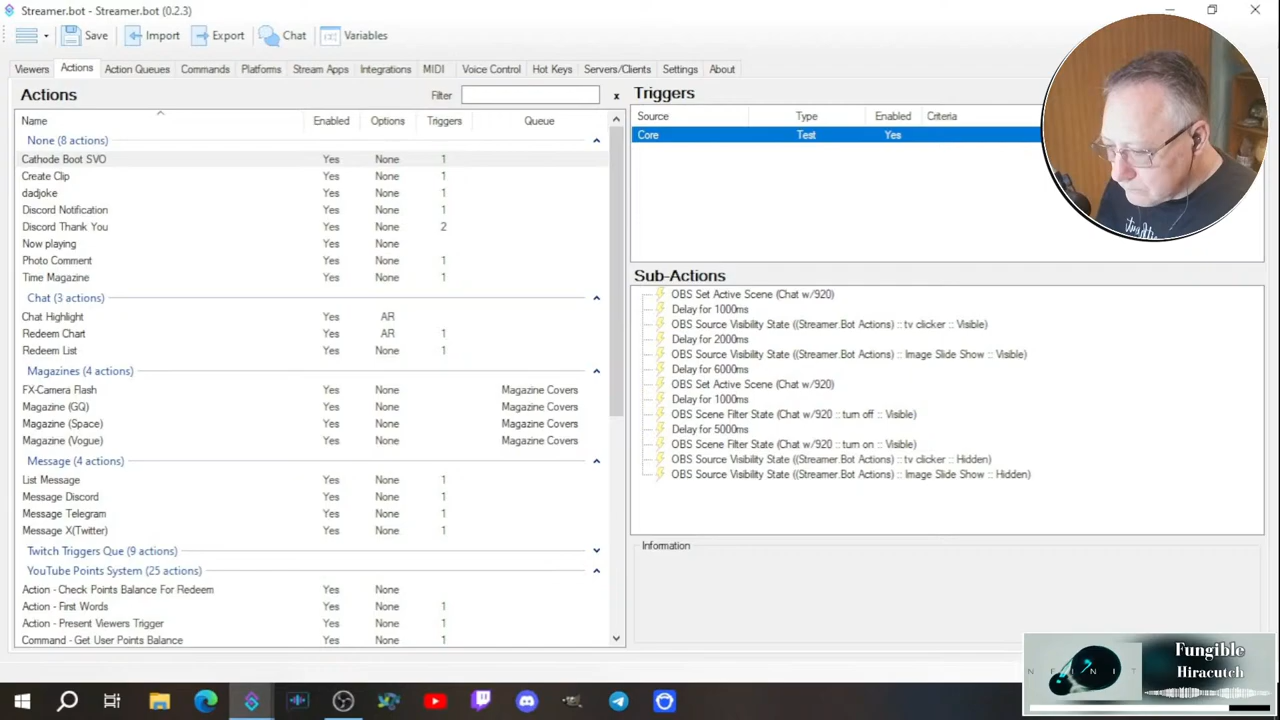 Streamer.bot - Streamer.bot (0.2.3)
Save Import Export Chat Variables
Viewers Actions Action Queues Commands Platforms Stream Apps Integrations MIDI Voice Control Hot Keys Servers/Clients Settings About
Actions
Filter
x
Name Enabled Options Triggers Queue
None (8 actions)
Cathode Boot SVO Yes None 1
Create Clip Yes None 1
dadjoke Yes None 1
Discord Notification Yes None 1
Discord Thank You Yes None 2
Now playing Yes None
Photo Comment Yes None 1
Time Magazine Yes None 1
Chat (3 actions)
Chat Highlight Yes AR
Redeem Chart Yes AR 1
Redeem List Yes None 1
Magazines (4 actions)
FX-Camera Flash Yes None Magazine Covers
Magazine (GQ) Yes None Magazine Covers
Magazine (Space) Yes None Magazine Covers
Magazine (Vogue) Yes None Magazine Covers
Message (4 actions)
List Message Yes None 1
Message Discord Yes None 1
Message Telegram Yes None 1
Message X(Twitter) Yes None 1
Twitch Triggers Que (9 actions)
YouTube Points System (25 actions)
Action - Check Points Balance For Redeem Yes None
Action - First Words Yes None 1
Action - Present Viewers Trigger Yes None 1
Command - Get User Points Balance Yes None 1
Triggers
Source Type Enabled Criteria
Core Test Yes
Sub-Actions
OBS Set Active Scene (Chat w/920)
Delay for 1000ms
OBS Source Visibility State ((Streamer.Bot Actions) :: tv clicker :: Visible)
Delay for 2000ms
OBS Source Visibility State ((Streamer.Bot Actions) :: Image Slide Show :: Visible)
Delay for 6000ms
OBS Set Active Scene (Chat w/920)
Delay for 1000ms
OBS Scene Filter State (Chat w/920 :: turn off :: Visible)
Delay for 5000ms
OBS Scene Filter State (Chat w/920 :: turn on :: Visible)
OBS Source Visibility State ((Streamer.Bot Actions) :: tv clicker :: Hidden)
OBS Source Visibility State ((Streamer.Bot Actions) :: Image Slide Show :: Hidden)
Information
Fungible
Hiracutch